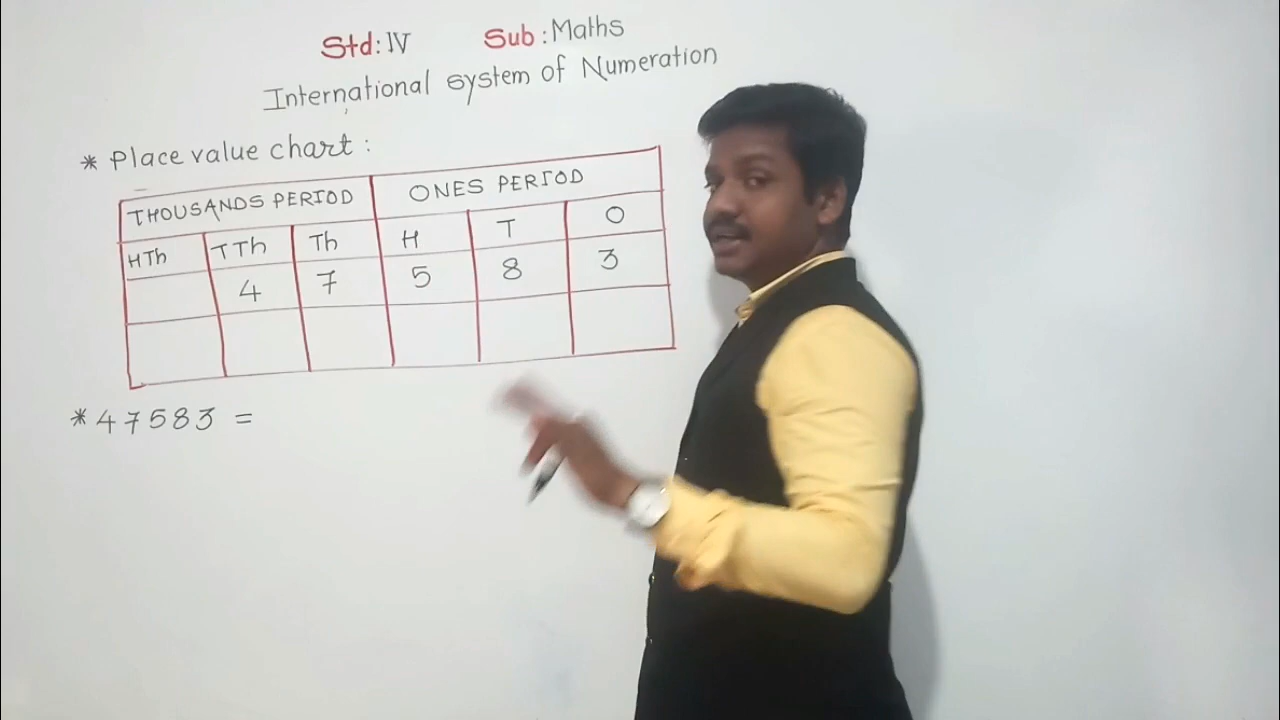 Std: IV Sub: Maths
International system of Numeration
* Place value chart :
THOUSANDS PERIOD ONES PERIOD
HTh TTh Th H T O
4 7 5 8 3
* 47583 =